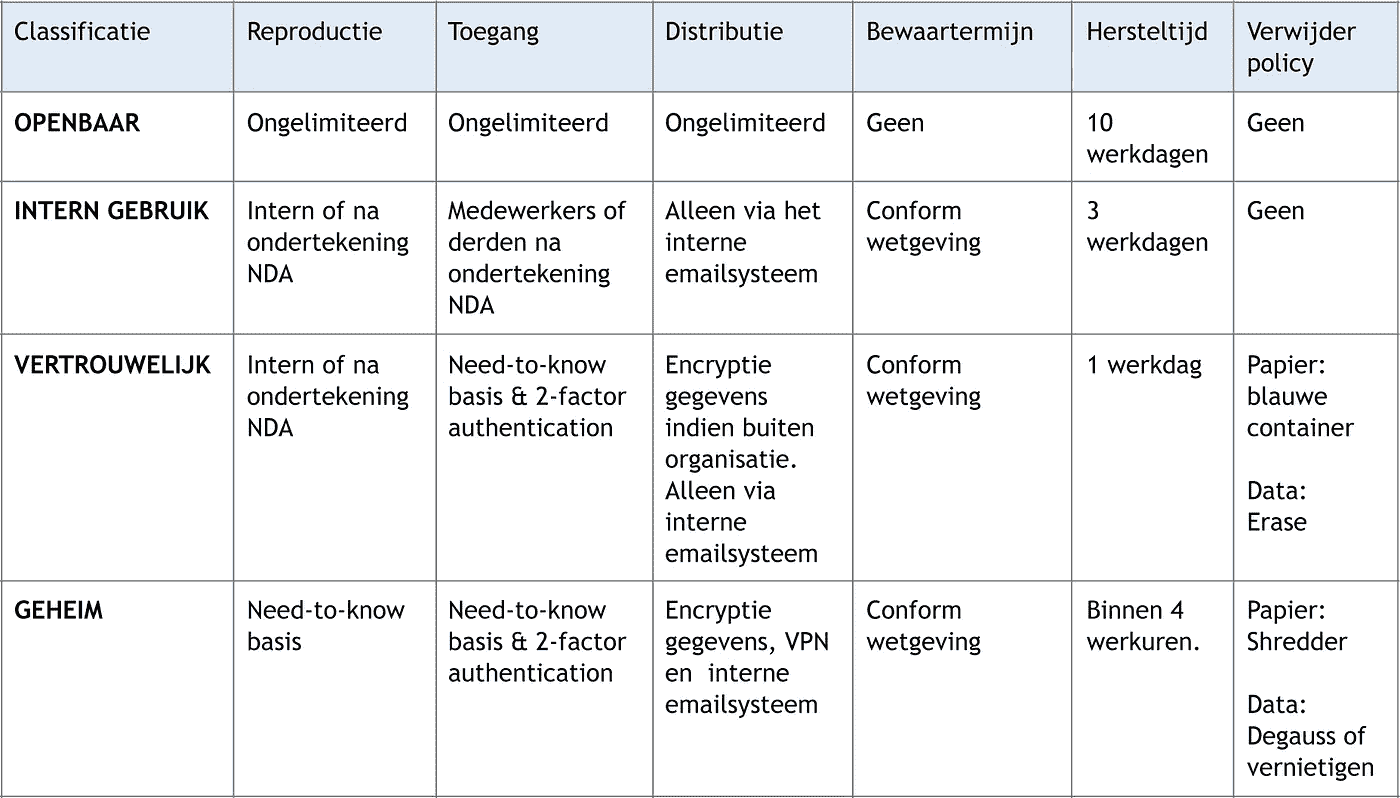 Classificatie
Reproductie
Toegang
Distributie
Bewaartermijn
Hersteltijd
Verwijder
policy
OPENBAAR
Ongelimiteerd
Ongelimiteerd
Ongelimiteerd
Geen
10
werkdagen
Geen
INTERN GEBRUIK
Intern of na
ondertekening
NDA
Medewerkers of
derden na
ondertekening
NDA
Alleen via het
interne
emailsysteem
Conform
wetgeving
3
werkdagen
Geen
VERTROUWELIJK
Intern of na
ondertekening
NDA
Need-to-know
basis & 2-factor
authentication
Encryptie
gegevens
indien buiten
organisatie.
Alleen via
interne
emailsysteem
Conform
wetgeving
1 werkdag
Papier:
blauwe
container
Data:
Erase
GEHEIM
Need-to-know
basis
Need-to-know
basis & 2-factor
authentication
Encryptie
gegevens, VPN
en interne
emailsysteem
Conform
wetgeving
Binnen 4
werkuren.
Papier:
Shredder
Data:
Degauss of
vernietigen